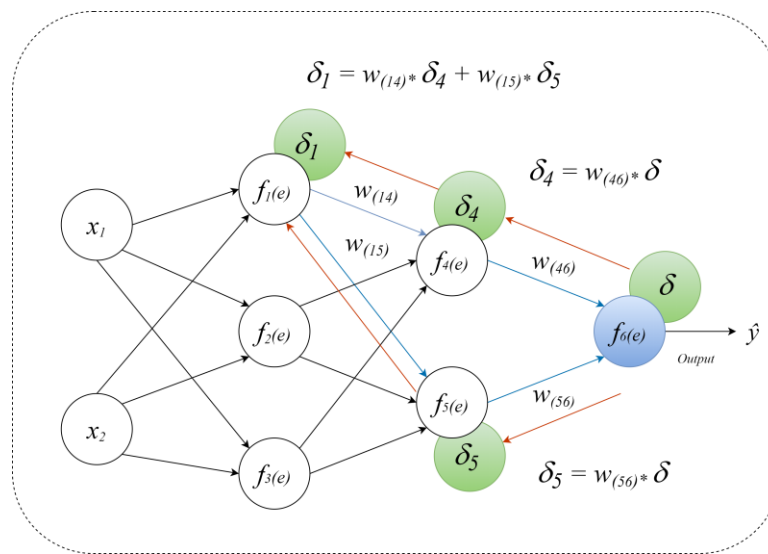 δ₁ = w₍₁₄₎* δ₄ + w₍₁₅₎* δ₅
δ₁
δ₄ = w₍₄₆₎* δ
f₁(e)
w₍₁₄₎
δ₄
x₁
w₍₁₅₎
f₄(e)
w₍₄₆₎
δ
f₂(e)
f₆(e)
ŷ
Output
f₅(e)
w₍₅₆₎
x₂
δ₅
f₃(e)
δ₅ = w₍₅₆₎* δ